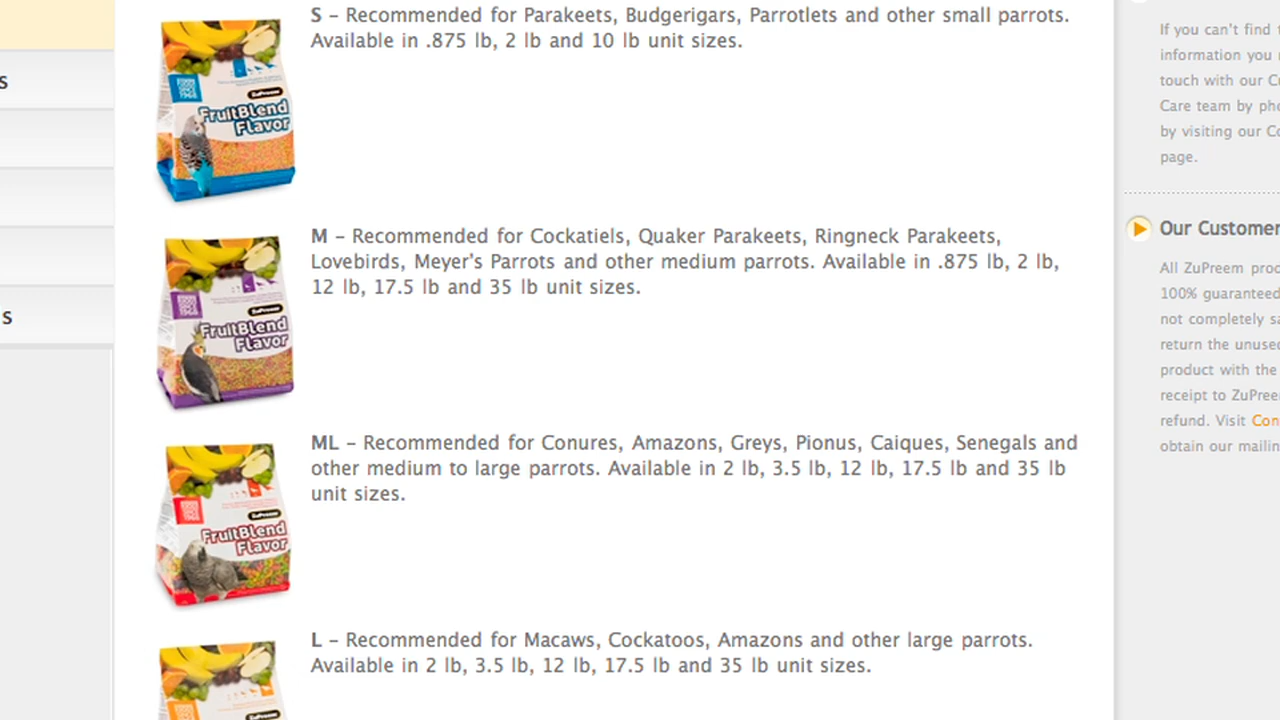 S
S
S – Recommended for Parakeets, Budgerigars, Parrotlets and other small parrots.
Available in .875 lb, 2 lb and 10 lb unit sizes.
ZuPreem
FruitBlend
Flavor
M – Recommended for Cockatiels, Quaker Parakeets, Ringneck Parakeets,
Lovebirds, Meyer's Parrots and other medium parrots. Available in .875 lb, 2 lb,
12 lb, 17.5 lb and 35 lb unit sizes.
ZuPreem
FruitBlend
Flavor
ML – Recommended for Conures, Amazons, Greys, Pionus, Caiques, Senegals and
other medium to large parrots. Available in 2 lb, 3.5 lb, 12 lb, 17.5 lb and 35 lb
unit sizes.
ZuPreem
FruitBlend
Flavor
L – Recommended for Macaws, Cockatoos, Amazons and other large parrots.
Available in 2 lb, 3.5 lb, 12 lb, 17.5 lb and 35 lb unit sizes.
ZuPreem
If you can't find
information you
touch with our
Care team by
by visiting our
page.
Our Customer
All ZuPreem
100% guaranteed
not completely
return the
product with the
receipt to
refund. Visit
obtain our